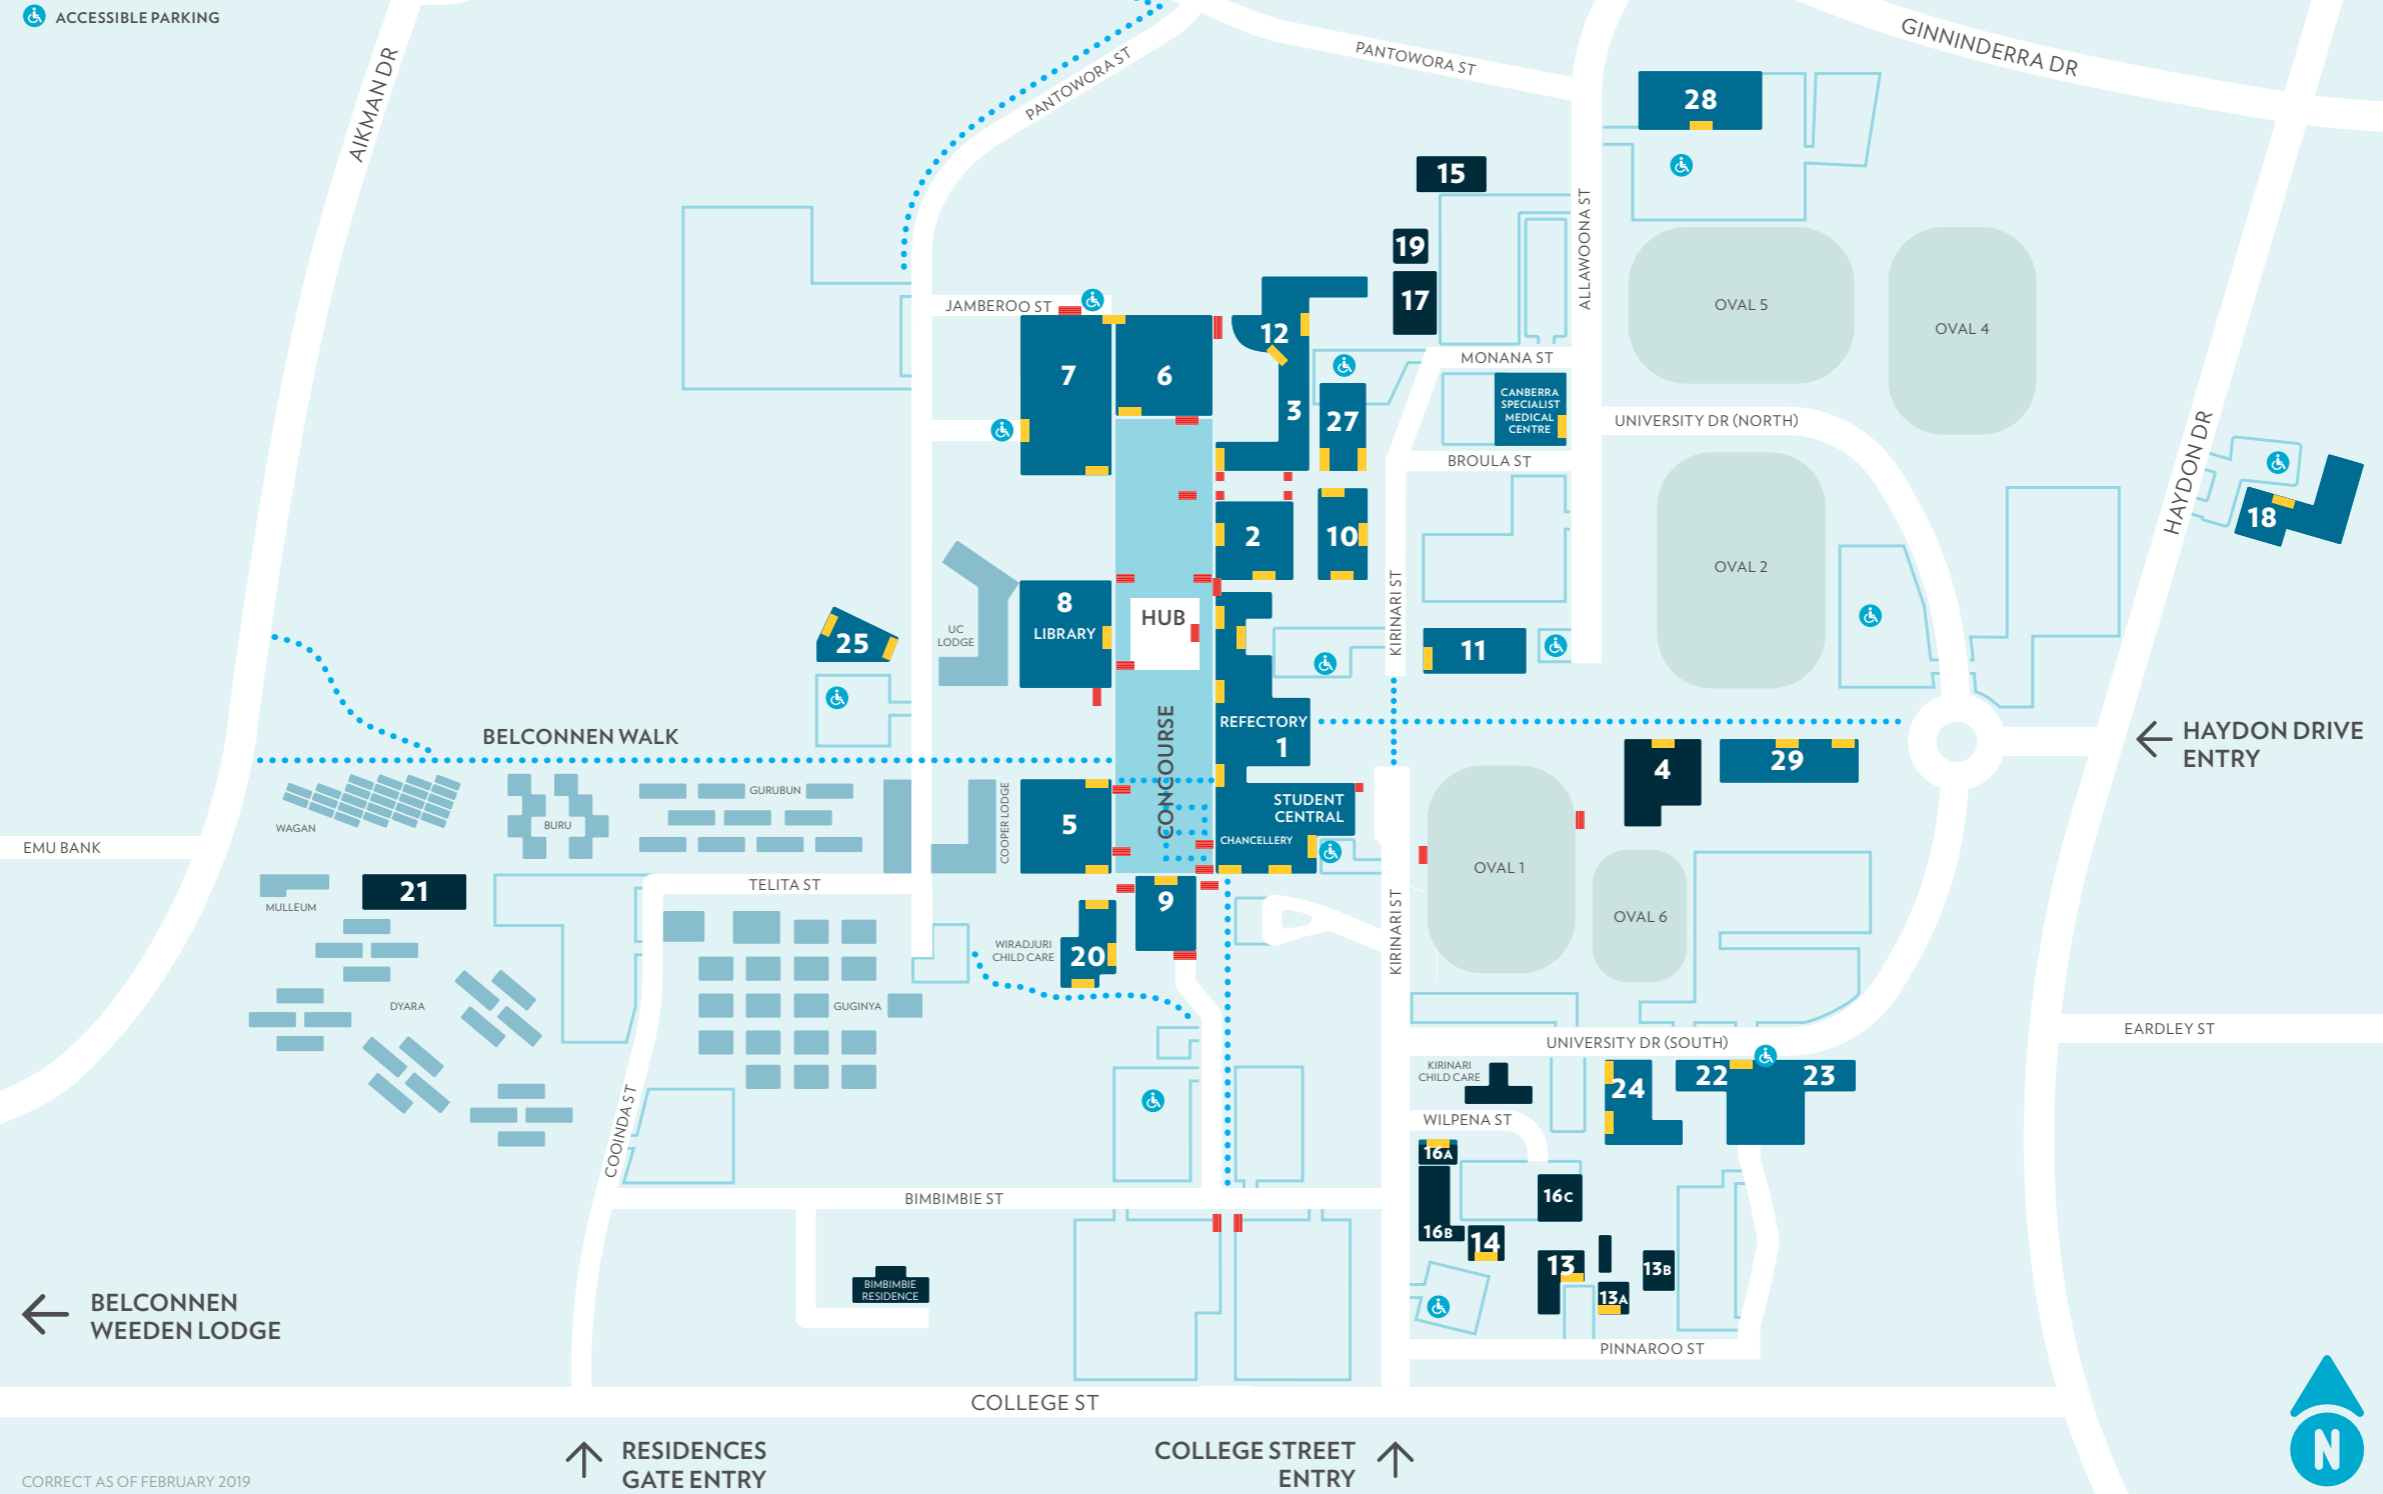 ACCESSIBLE PARKING
AIKMAN DR
PANTOWORA ST
PANTOWORA ST
GINNINDERRA DR
28
15
19
17
ALLAWOONA ST
OVAL 5
OVAL 4
JAMBEROO ST
12
7
6
3
27
MONANA ST
CANBERRA
SPECIALIST
MEDICAL
CENTRE
UNIVERSITY DR (NORTH)
BROULA ST
HAYDON DR
18
2
10
OVAL 2
KIRINARI ST
8
LIBRARY
HUB
UC
LODGE
25
11
BELCONNEN WALK
CONCOURSE
REFECTORY
1
HAYDON DRIVE
ENTRY
4
29
WAGAN
BURU
GURUBUN
COOPER LODGE
5
STUDENT
CENTRAL
CHANCELLERY
EMU BANK
OVAL 1
OVAL 6
MULLEUM
21
TELITA ST
9
KIRINARI ST
WIRADJURI
CHILD CARE
20
DYARA
GUGINYA
EARDLEY ST
UNIVERSITY DR (SOUTH)
KIRINARI
CHILD CARE
24
22
23
COOINDA ST
WILPENA ST
16A
16C
16B
14
13
13A
13B
BIMBIMBIE ST
BIMBIMBIE
RESIDENCE
BELCONNEN
WEEDEN LODGE
PINNAROO ST
COLLEGE ST
RESIDENCES
GATE ENTRY
COLLEGE STREET
ENTRY
N
CORRECT AS OF FEBRUARY 2019